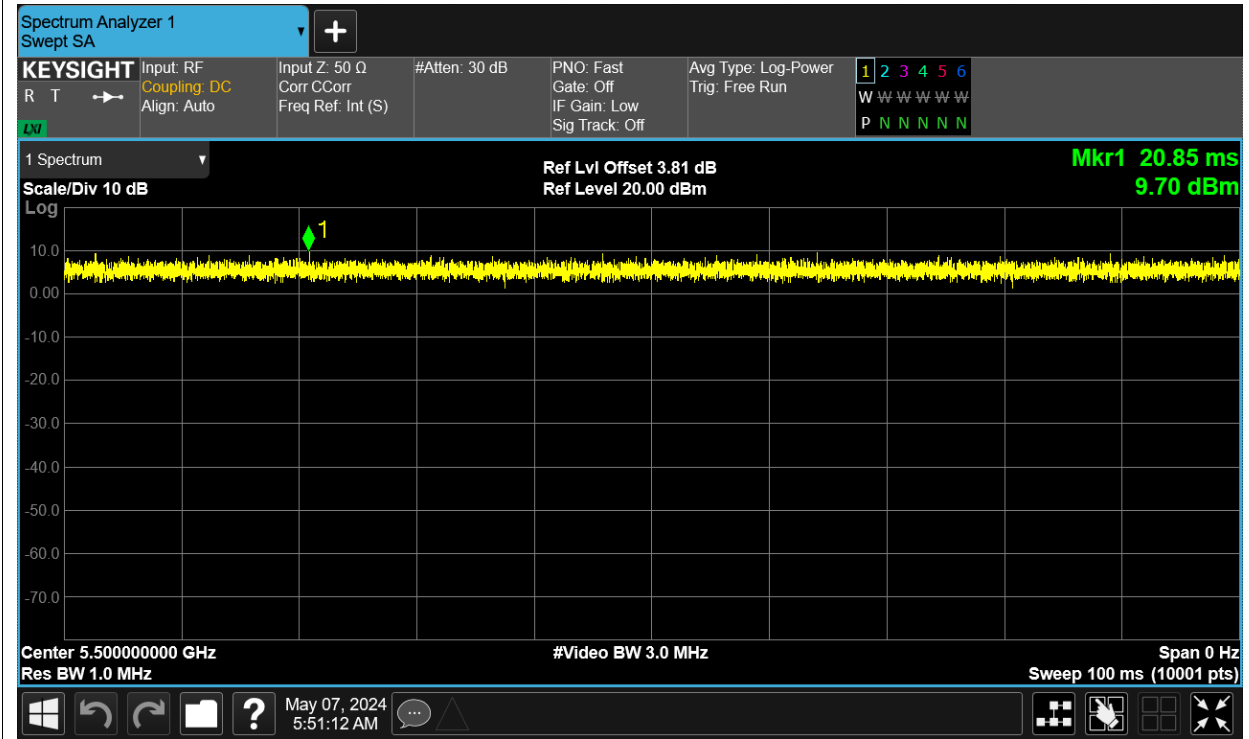 Spectrum Analyzer 1
Swept SA
KEYSIGHT
R T
LXI
Input: RF
Coupling: DC
Align: Auto
Input Z: 50 Ω
Corr CCorr
Freq Ref: Int (S)
#Atten: 30 dB
PNO: Fast
Gate: Off
IF Gain: Low
Sig Track: Off
Avg Type: Log-Power
Trig: Free Run
1 2 3 4 5 6
W W W W W W
P N N N N N
1 Spectrum
Scale/Div 10 dB
Log
Ref Lvl Offset 3.81 dB
Ref Level 20.00 dBm
Mkr1 20.85 ms
9.70 dBm
1
10.0
0.00
-10.0
-20.0
-30.0
-40.0
-50.0
-60.0
-70.0
Center 5.500000000 GHz
#Video BW 3.0 MHz
Span 0 Hz
Res BW 1.0 MHz
Sweep 100 ms (10001 pts)
?
May 07, 2024
5:51:12 AM